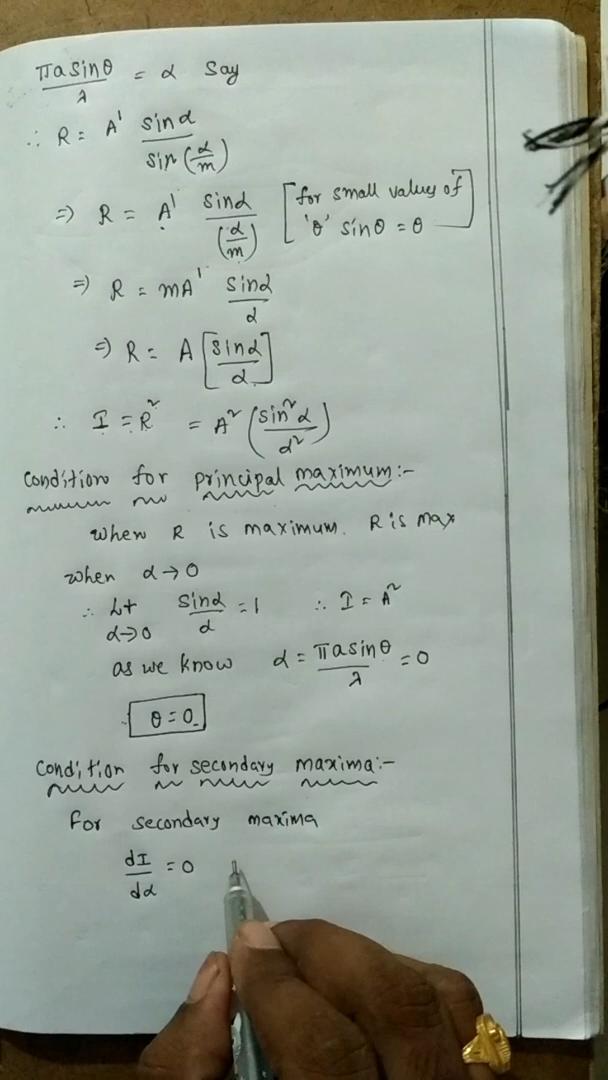 πa sinθ / λ = α say
∴ R = A' sinα / sin(α/m)
=> R = A' sinα / (α/m) [for small values of 'θ' sinθ = θ]
=> R = mA' sinα / α
=> R = A [sinα / α]
∴ I = R² = A² (sin²α / α²)
Condition for principal maximum:-
When R is maximum. R is max
when α → 0
∴ Lt α→0 sinα / α = 1 ∴ I = A²
as we know α = πa sinθ / λ = 0
θ = 0
Condition for secondary maxima:-
For secondary maxima
dI / dα = 0